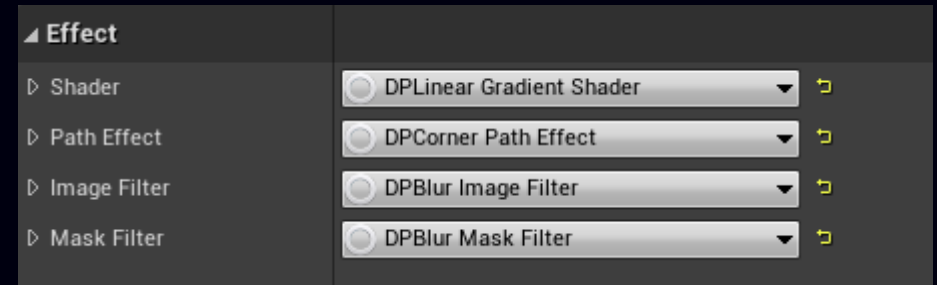 Effect
Shader DPLinear Gradient Shader
Path Effect DPCorner Path Effect
Image Filter DPBlur Image Filter
Mask Filter DPBlur Mask Filter